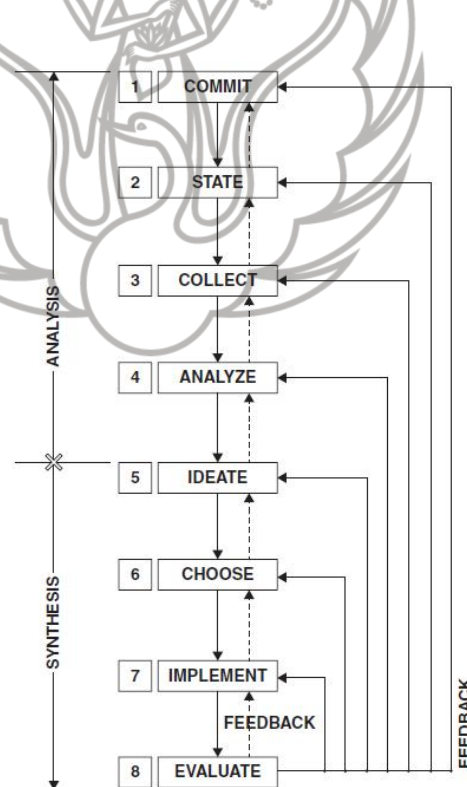 1 COMMIT
2 STATE
3 COLLECT
ANALYSIS
4 ANALYZE
5 IDEATE
6 CHOOSE
SYNTHESIS
7 IMPLEMENT
FEEDBACK
FEEDBACK
8 EVALUATE